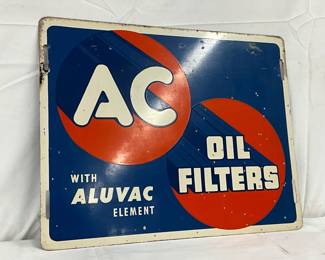 AC
OIL
FILTERS
WITH
ALUVAC
ELEMENT